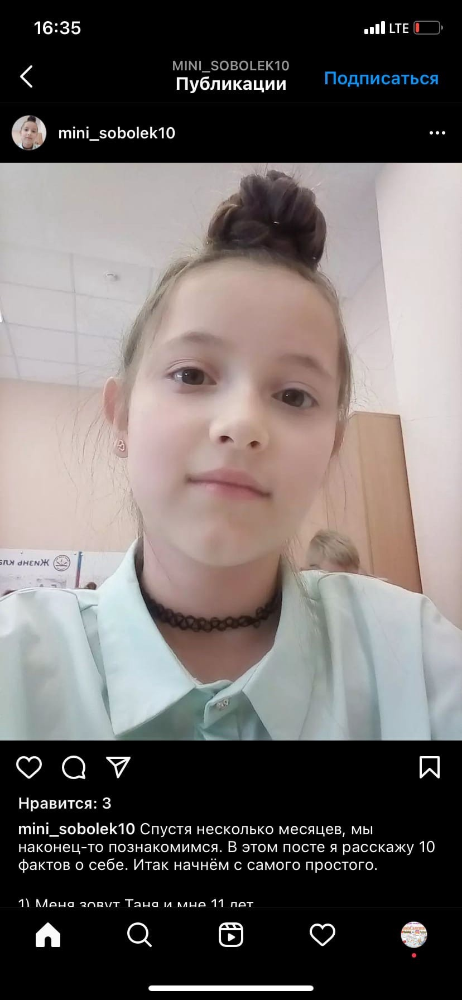 16:35
LTE
MINI_SOBOLEK10
Публикации
Подписаться
mini_sobolek10
Нравится: 3
mini_sobolek10 Спустя несколько месяцев, мы
наконец-то познакомимся. В этом посте я расскажу 10
фактов о себе. Итак начнём с самого простого.
1) Меня зовут Таня и мне 11 лет